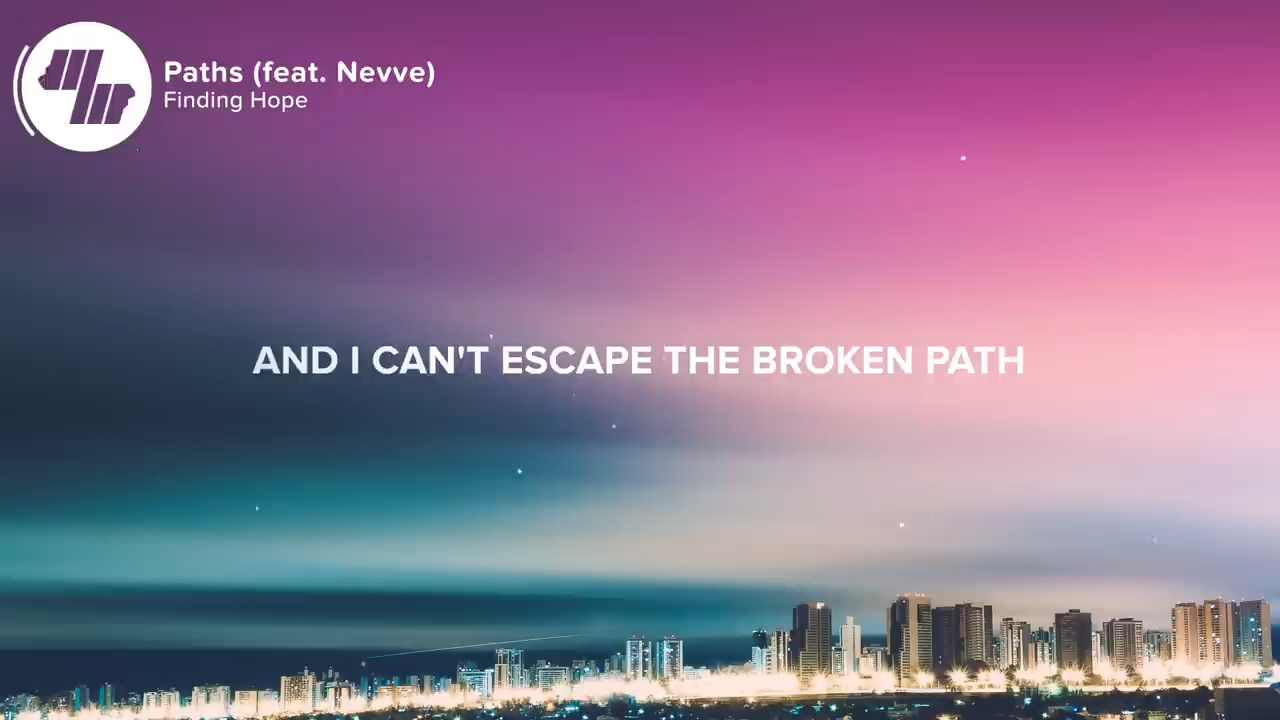 Paths (feat. Nevve)
Finding Hope
AND I CAN'T ESCAPE THE BROKEN PATH